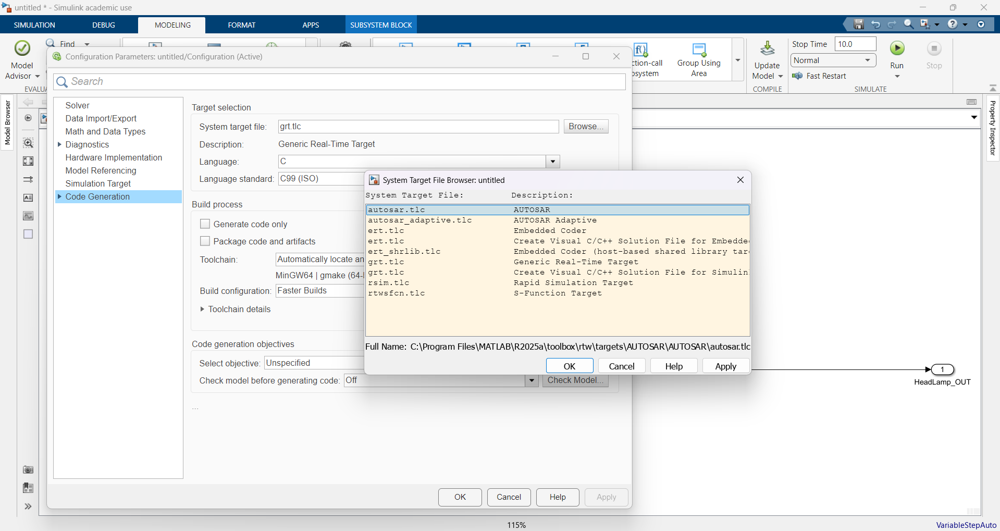 untitled * - Simulink academic use
SIMULATION DEBUG MODELING FORMAT APPS SUBSYSTEM BLOCK
Model Advisor
Find
EVALUA
ction-call
osystem
Group Using Area
Update Model
COMPILE
Stop Time 10.0
Normal
Fast Restart
Run
Stop
SIMULATE
Model Browser
Property Inspector
Configuration Parameters: untitled/Configuration (Active)
Search
Solver
Data Import/Export
Math and Data Types
Diagnostics
Hardware Implementation
Model Referencing
Simulation Target
Code Generation
Target selection
System target file: grt.tlc Browse...
Description: Generic Real-Time Target
Language: C
Language standard: C99 (ISO)
Build process
Generate code only
Package code and artifacts
Toolchain: Automatically locate an
MinGW64 | gmake (64-
Build configuration: Faster Builds
Toolchain details
Code generation objectives
Select objective: Unspecified
Check model before generating code: Off Check Model...
...
OK Cancel Help Apply
System Target File Browser: untitled
System Target File: Description:
autosar.tlc AUTOSAR
autosar_adaptive.tlc AUTOSAR Adaptive
ert.tlc Embedded Coder
ert.tlc Create Visual C/C++ Solution File for Embedde
ert_shrlib.tlc Embedded Coder (host-based shared library tar
grt.tlc Generic Real-Time Target
grt.tlc Create Visual C/C++ Solution File for Simulin
rsim.tlc Rapid Simulation Target
rtwsfcn.tlc S-Function Target
Full Name: C:\Program Files\MATLAB\R2025a\toolbox\rtw\targets\AUTOSAR\AUTOSAR\autosar.tlc
OK Cancel Help Apply
1
HeadLamp_OUT
115%
VariableStepAuto